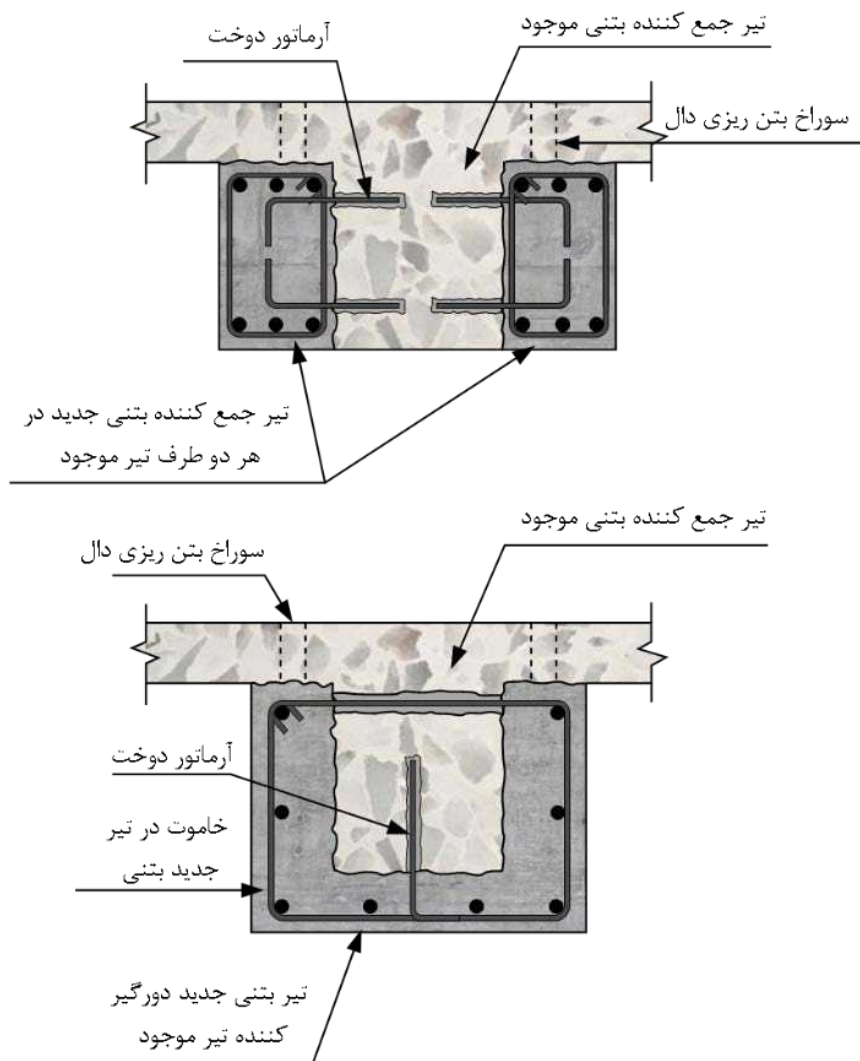 تیر جمع کننده بتنی موجود
آرماتور دوخت
سوراخ بتن ریزی دال
تیر جمع کننده بتنی جدید در
هر دو طرف تیر موجود
تیر جمع کننده بتنی موجود
سوراخ بتن ریزی دال
آرماتور دوخت
خاموت در تیر
جدید بتنی
تیر بتنی جدید دورگیر
کننده تیر موجود